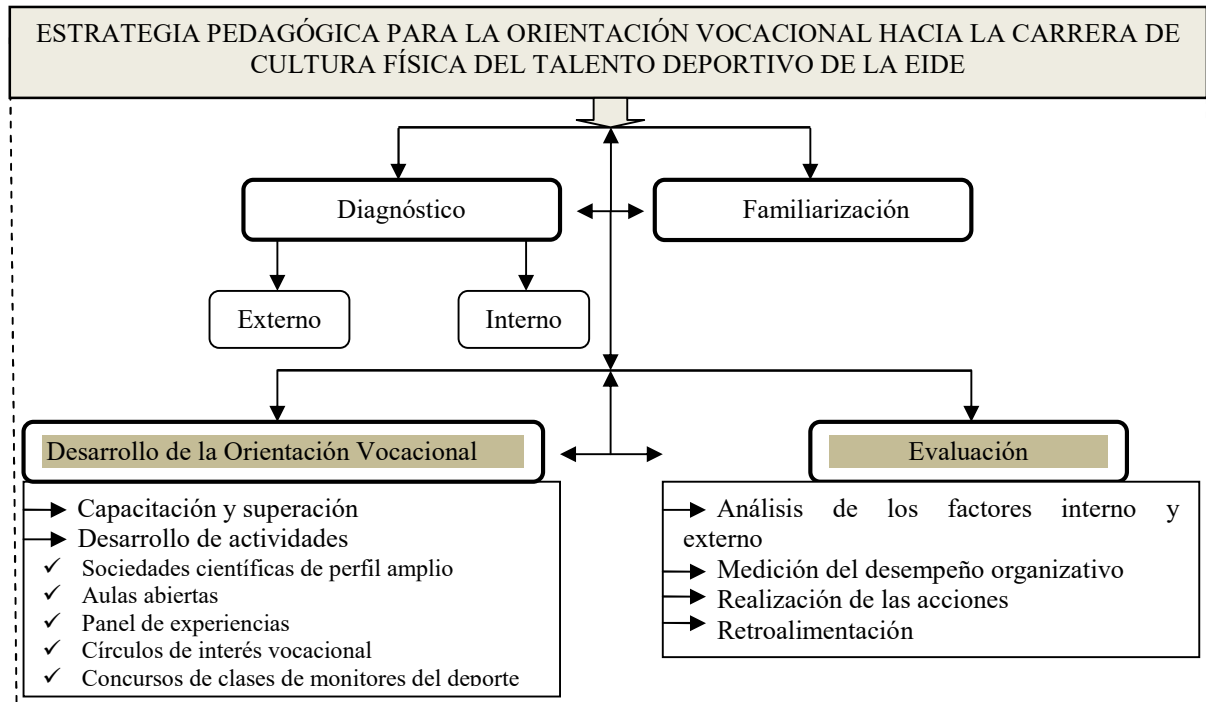 ESTRATEGIA PEDAGÓGICA PARA LA ORIENTACIÓN VOCACIONAL HACIA LA CARRERA DE
CULTURA FÍSICA DEL TALENTO DEPORTIVO DE LA EIDE
Diagnóstico
Familiarización
Externo
Interno
Desarrollo de la Orientación Vocacional
Capacitación y superación
Desarrollo de actividades
✓ Sociedades científicas de perfil amplio
✓ Aulas abiertas
✓ Panel de experiencias
✓ Círculos de interés vocacional
✓ Concursos de clases de monitores del deporte
Evaluación
Análisis de los factores interno y
externo
Medición del desempeño organizativo
Realización de las acciones
Retroalimentación